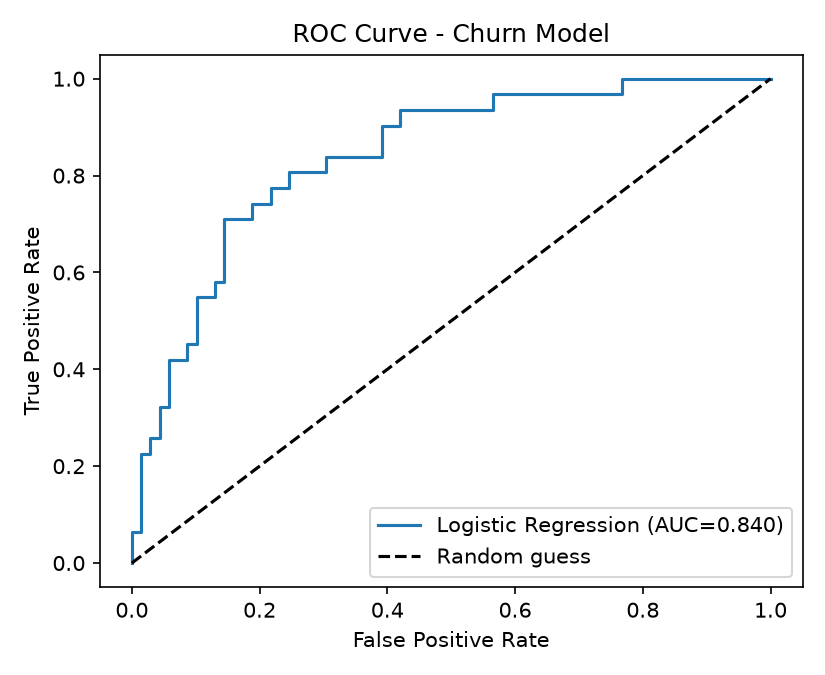 ROC Curve - Churn Model
True Positive Rate
1.0
0.8
0.6
0.4
0.2
0.0
Logistic Regression (AUC=0.840)
Random guess
0.0 0.2 0.4 0.6 0.8 1.0
False Positive Rate